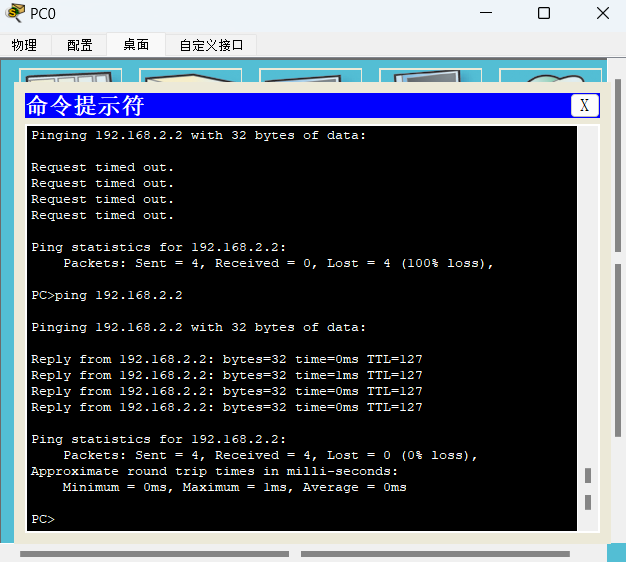 PC0
物理 配置 桌面 自定义接口
命令提示符 X
Pinging 192.168.2.2 with 32 bytes of data:
Request timed out.
Request timed out.
Request timed out.
Request timed out.
Ping statistics for 192.168.2.2:
Packets: Sent = 4, Received = 0, Lost = 4 (100% loss),
PC>ping 192.168.2.2
Pinging 192.168.2.2 with 32 bytes of data:
Reply from 192.168.2.2: bytes=32 time=0ms TTL=127
Reply from 192.168.2.2: bytes=32 time=1ms TTL=127
Reply from 192.168.2.2: bytes=32 time=0ms TTL=127
Reply from 192.168.2.2: bytes=32 time=0ms TTL=127
Ping statistics for 192.168.2.2:
Packets: Sent = 4, Received = 4, Lost = 0 (0% loss),
Approximate round trip times in milli-seconds:
Minimum = 0ms, Maximum = 1ms, Average = 0ms
PC>